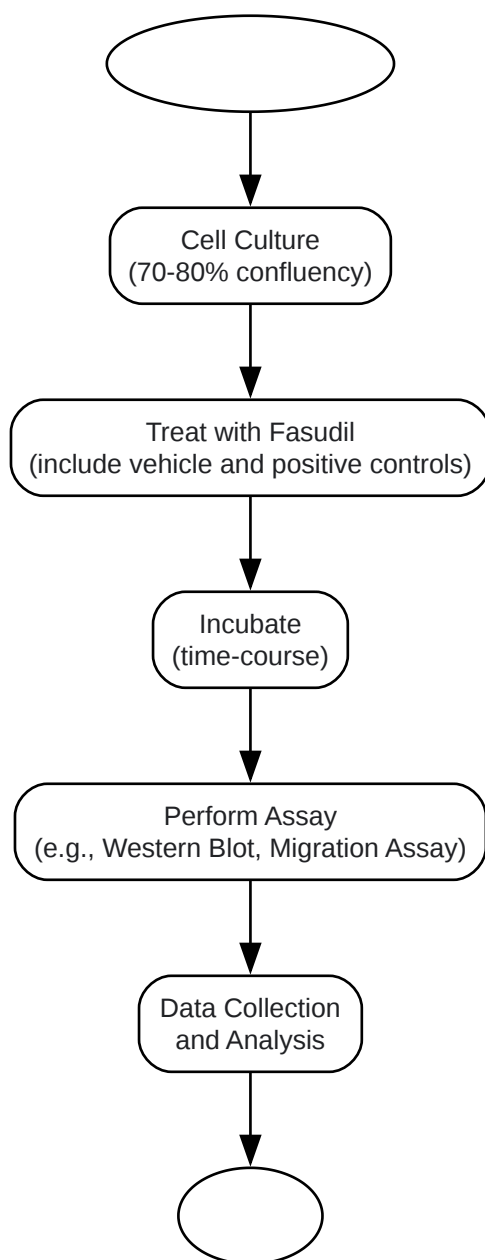 Cell Culture
(70-80% confluency)
Treat with Fasudil
(include vehicle and positive controls)
Incubate
(time-course)
Perform Assay
(e.g., Western Blot, Migration Assay)
Data Collection
and Analysis